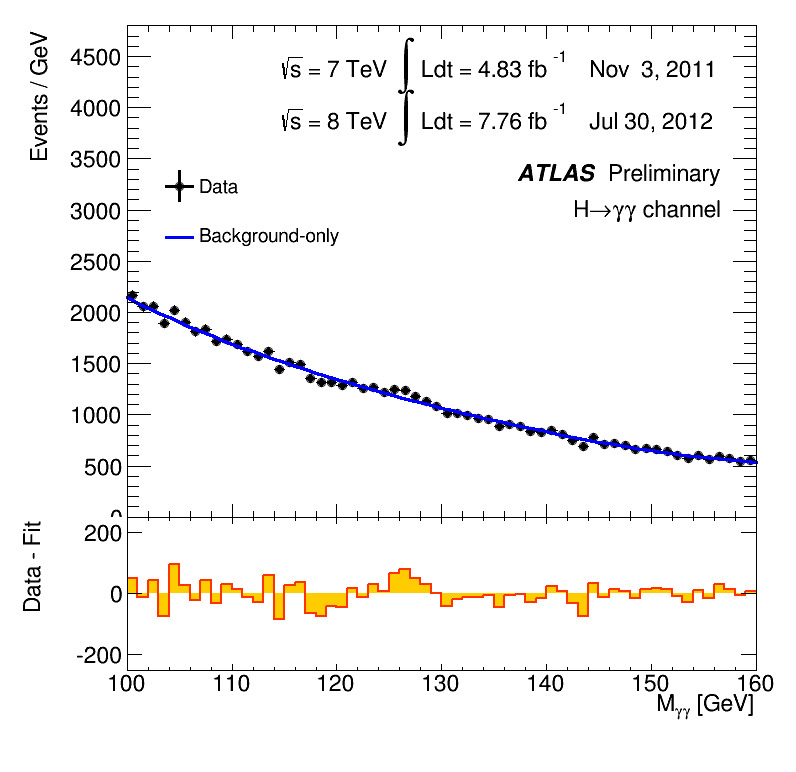 Events / GeV
4500
4000
3500
3000
2500
2000
1500
1000
500
0
√s = 7 TeV ∫ Ldt = 4.83 fb⁻¹ Nov 3, 2011
√s = 8 TeV ∫ Ldt = 7.76 fb⁻¹ Jul 30, 2012
ATLAS Preliminary
H→γγ channel
Data
Background-only
Data - Fit
200
0
-200
100 110 120 130 140 150 160
Mγγ [GeV]